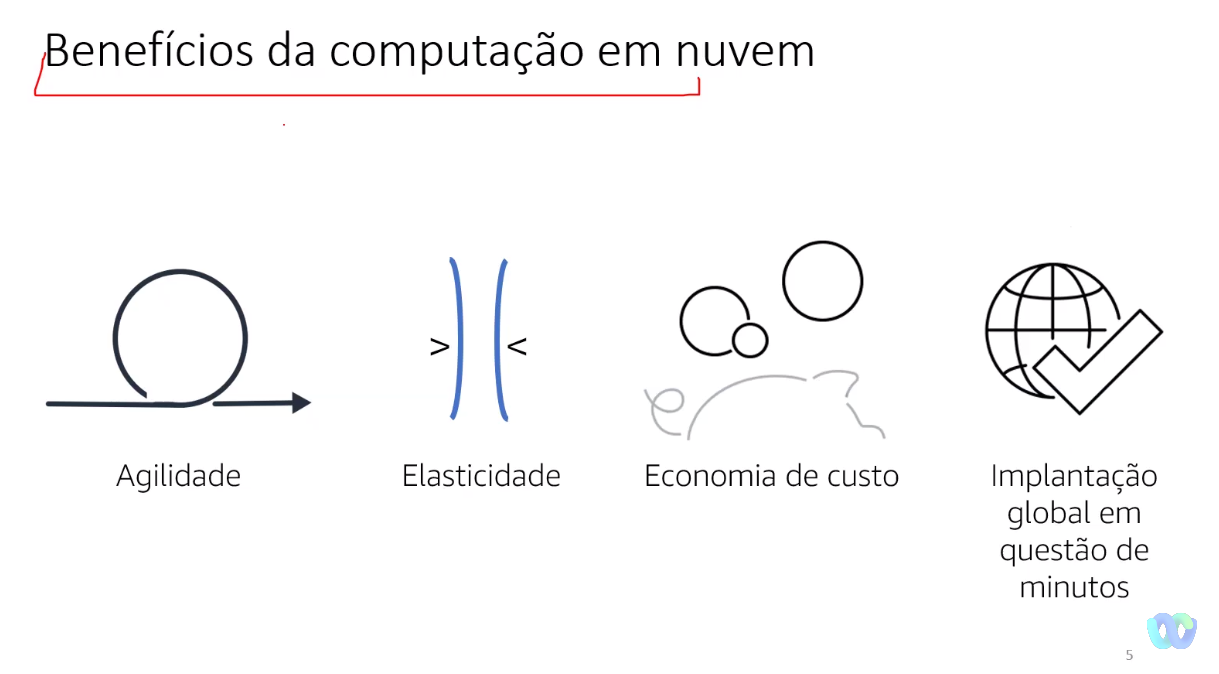 Benefícios da computação em nuvem
> <
Agilidade
Elasticidade
Economia de custo
Implantação
global em
questão de
minutos
5